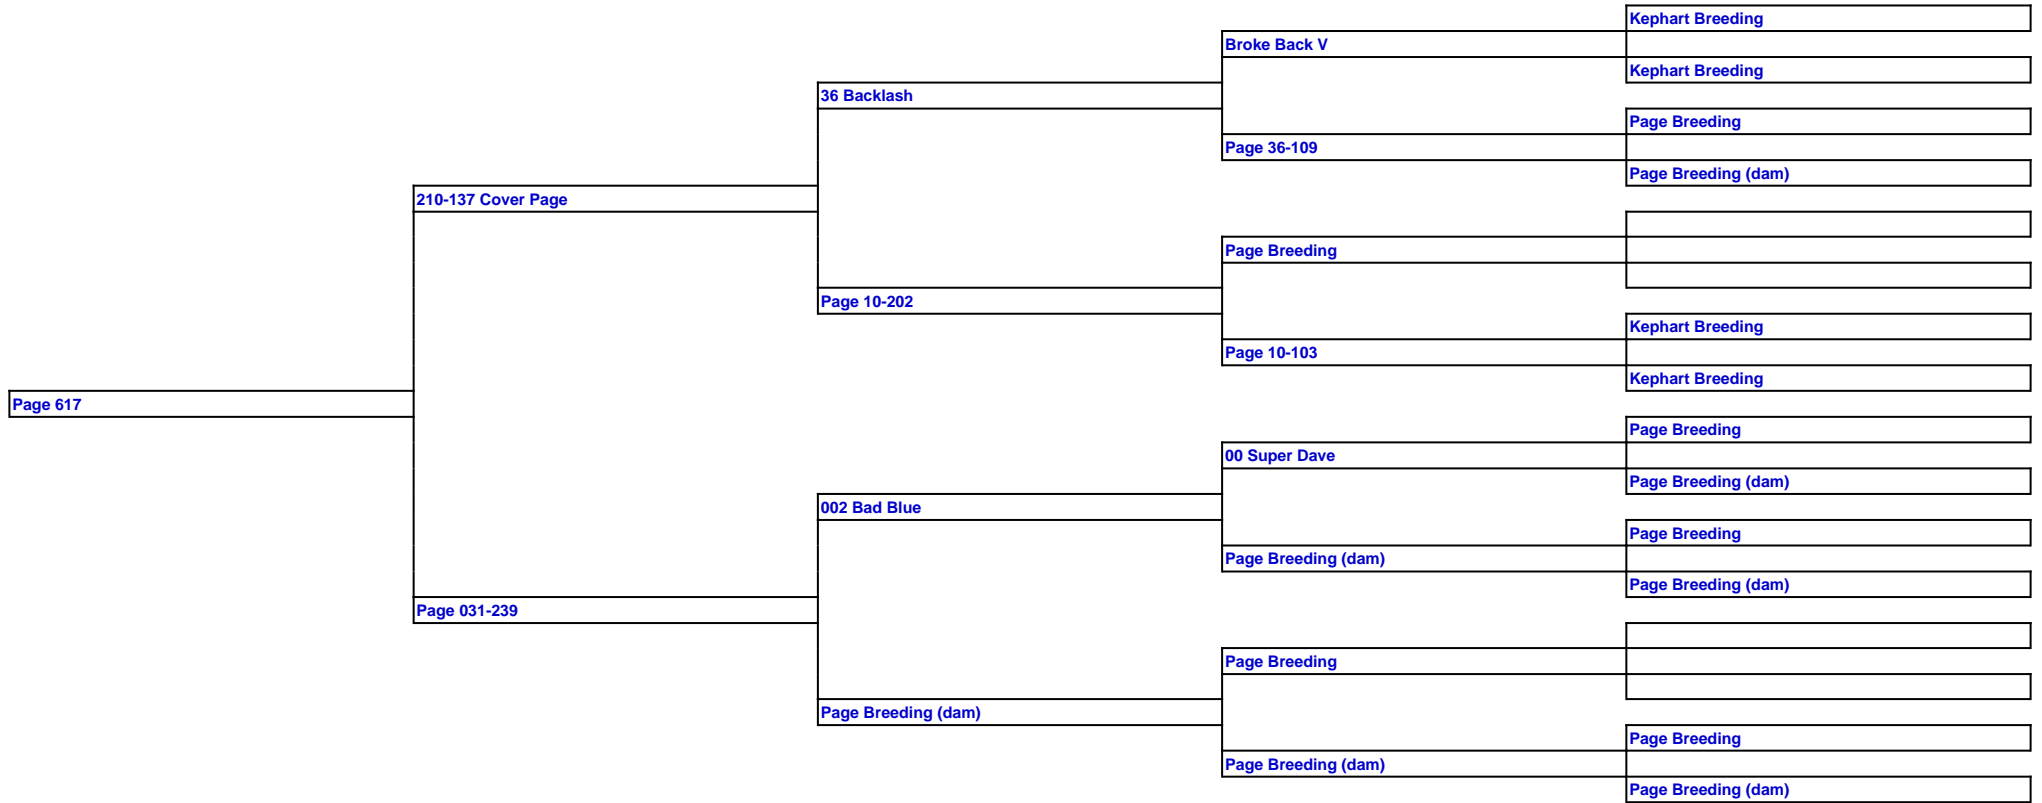 Kephart Breeding
Broke Back V
Kephart Breeding
36 Backlash
Page Breeding
Page 36-109
Page Breeding (dam)
210-137 Cover Page
Page Breeding
Page 10-202
Kephart Breeding
Page 10-103
Kephart Breeding
Page 617
Page Breeding
00 Super Dave
Page Breeding (dam)
002 Bad Blue
Page Breeding
Page Breeding (dam)
Page Breeding (dam)
Page 031-239
Page Breeding
Page Breeding (dam)
Page Breeding
Page Breeding (dam)
Page Breeding (dam)